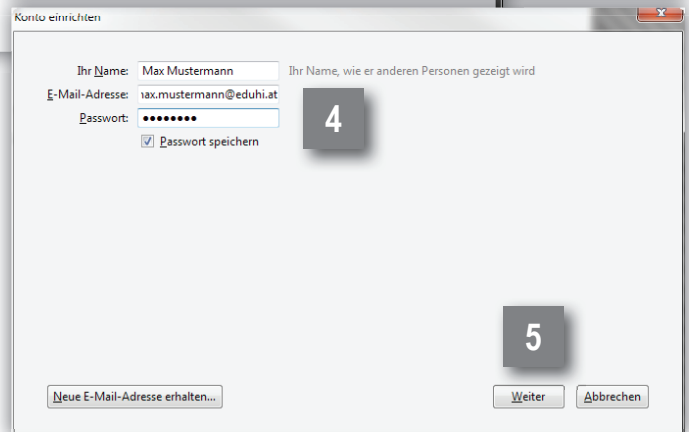 Konto einrichten
x
Ihr Name: Max Mustermann Ihr Name, wie er anderen Personen gezeigt wird
E-Mail-Adresse: ıax.mustermann@eduhi.at
Passwort: ••••••••
Passwort speichern
4
5
Neue E-Mail-Adresse erhalten... Weiter Abbrechen